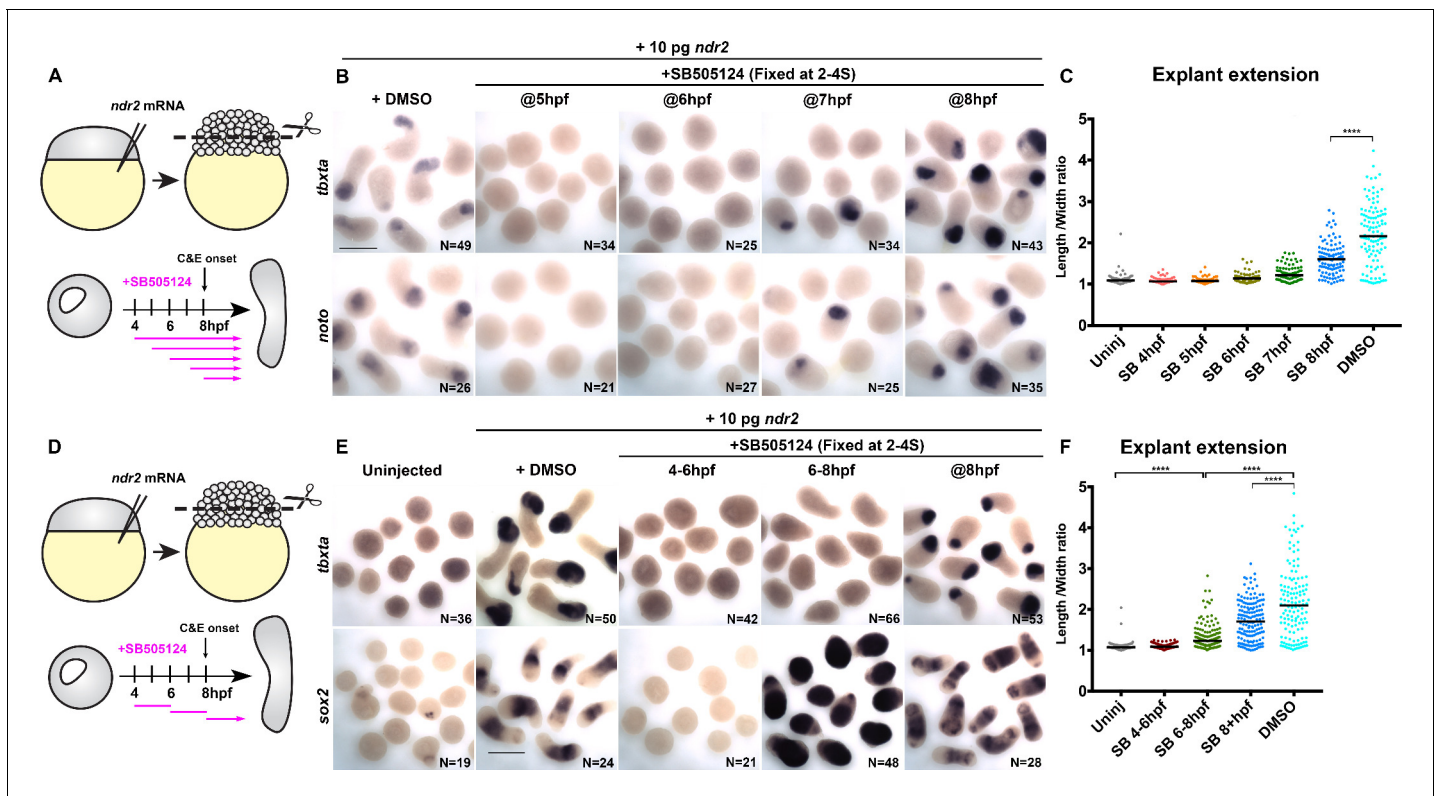 + 10 pg ndr2
A
ndr2 mRNA
C&E onset
+SB505124
4 6 8hpf
B
+SB505124 (Fixed at 2-4S)
+ DMSO @5hpf @6hpf @7hpf @8hpf
tbxta
N=49 N=34 N=25 N=34 N=43
noto
N=26 N=21 N=27 N=25 N=35
C
Explant extension
Length /Width ratio
5
4
3
2
1
0
****
Uninj SB 4hpf SB 5hpf SB 6hpf SB 7hpf SB 8hpf DMSO
D
ndr2 mRNA
C&E onset
+SB505124
4 6 8hpf
E
+ 10 pg ndr2
+SB505124 (Fixed at 2-4S)
Uninjected + DMSO 4-6hpf 6-8hpf @8hpf
tbxta
N=36 N=50 N=42 N=66 N=53
sox2
N=19 N=24 N=21 N=48 N=28
F
Explant extension
Length /Width ratio
5
4
3
2
1
0
**** ****
****
Uninj SB 4-6hpf SB 6-8hpf SB 8+hpf DMSO